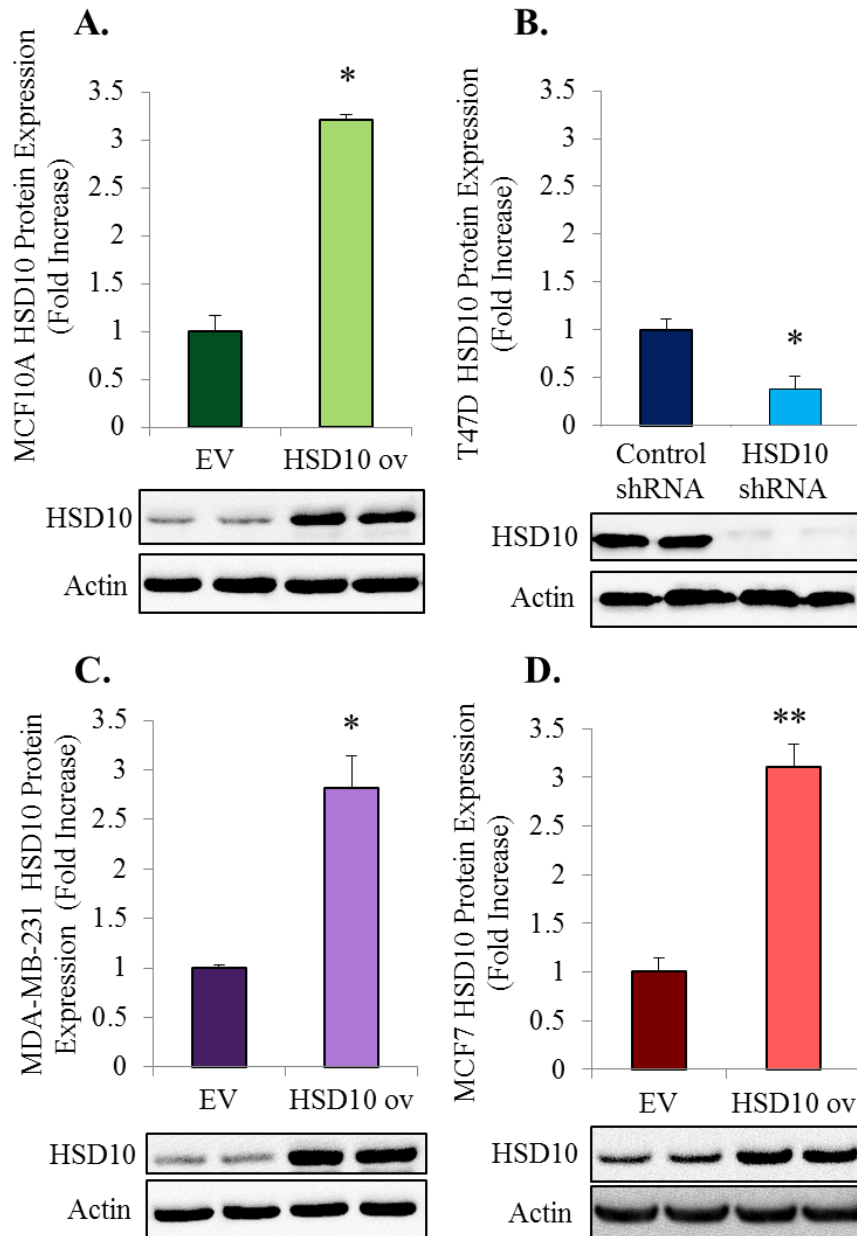 A.
MCF10A HSD10 Protein Expression
(Fold Increase)
3.5
3
2.5
2
1.5
1
0.5
0
*
EV
HSD10 ov
HSD10
Actin
B.
T47D HSD10 Protein Expression
(Fold Increase)
3.5
3
2.5
2
1.5
1
0.5
0
*
Control
shRNA
HSD10
shRNA
HSD10
Actin
C.
MDA-MB-231 HSD10 Protein
Expression (Fold Increase)
3.5
3
2.5
2
1.5
1
0.5
0
*
EV
HSD10 ov
HSD10
Actin
D.
MCF7 HSD10 Protein Expression
(Fold Increase)
3.5
3
2.5
2
1.5
1
0.5
0
**
EV
HSD10 ov
HSD10
Actin